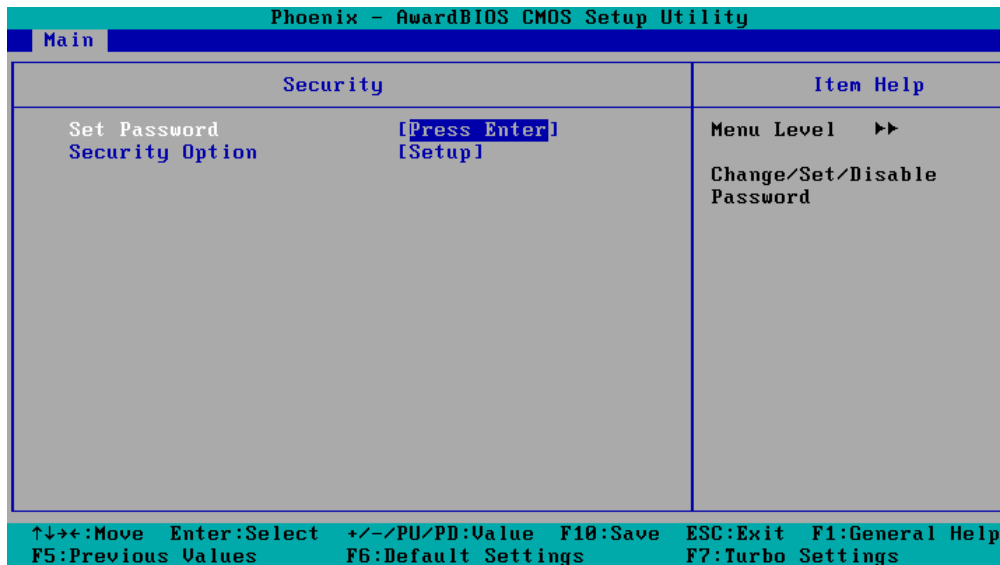 Phoenix - AwardBIOS CMOS Setup Utility
Main
Security
Item Help
Set Password [Press Enter]
Security Option [Setup]
Menu Level ▶▶
Change/Set/Disable
Password
↑↓→←:Move Enter:Select +/-/PU/PD:Value F10:Save ESC:Exit F1:General Help
F5:Previous Values F6:Default Settings F7:Turbo Settings